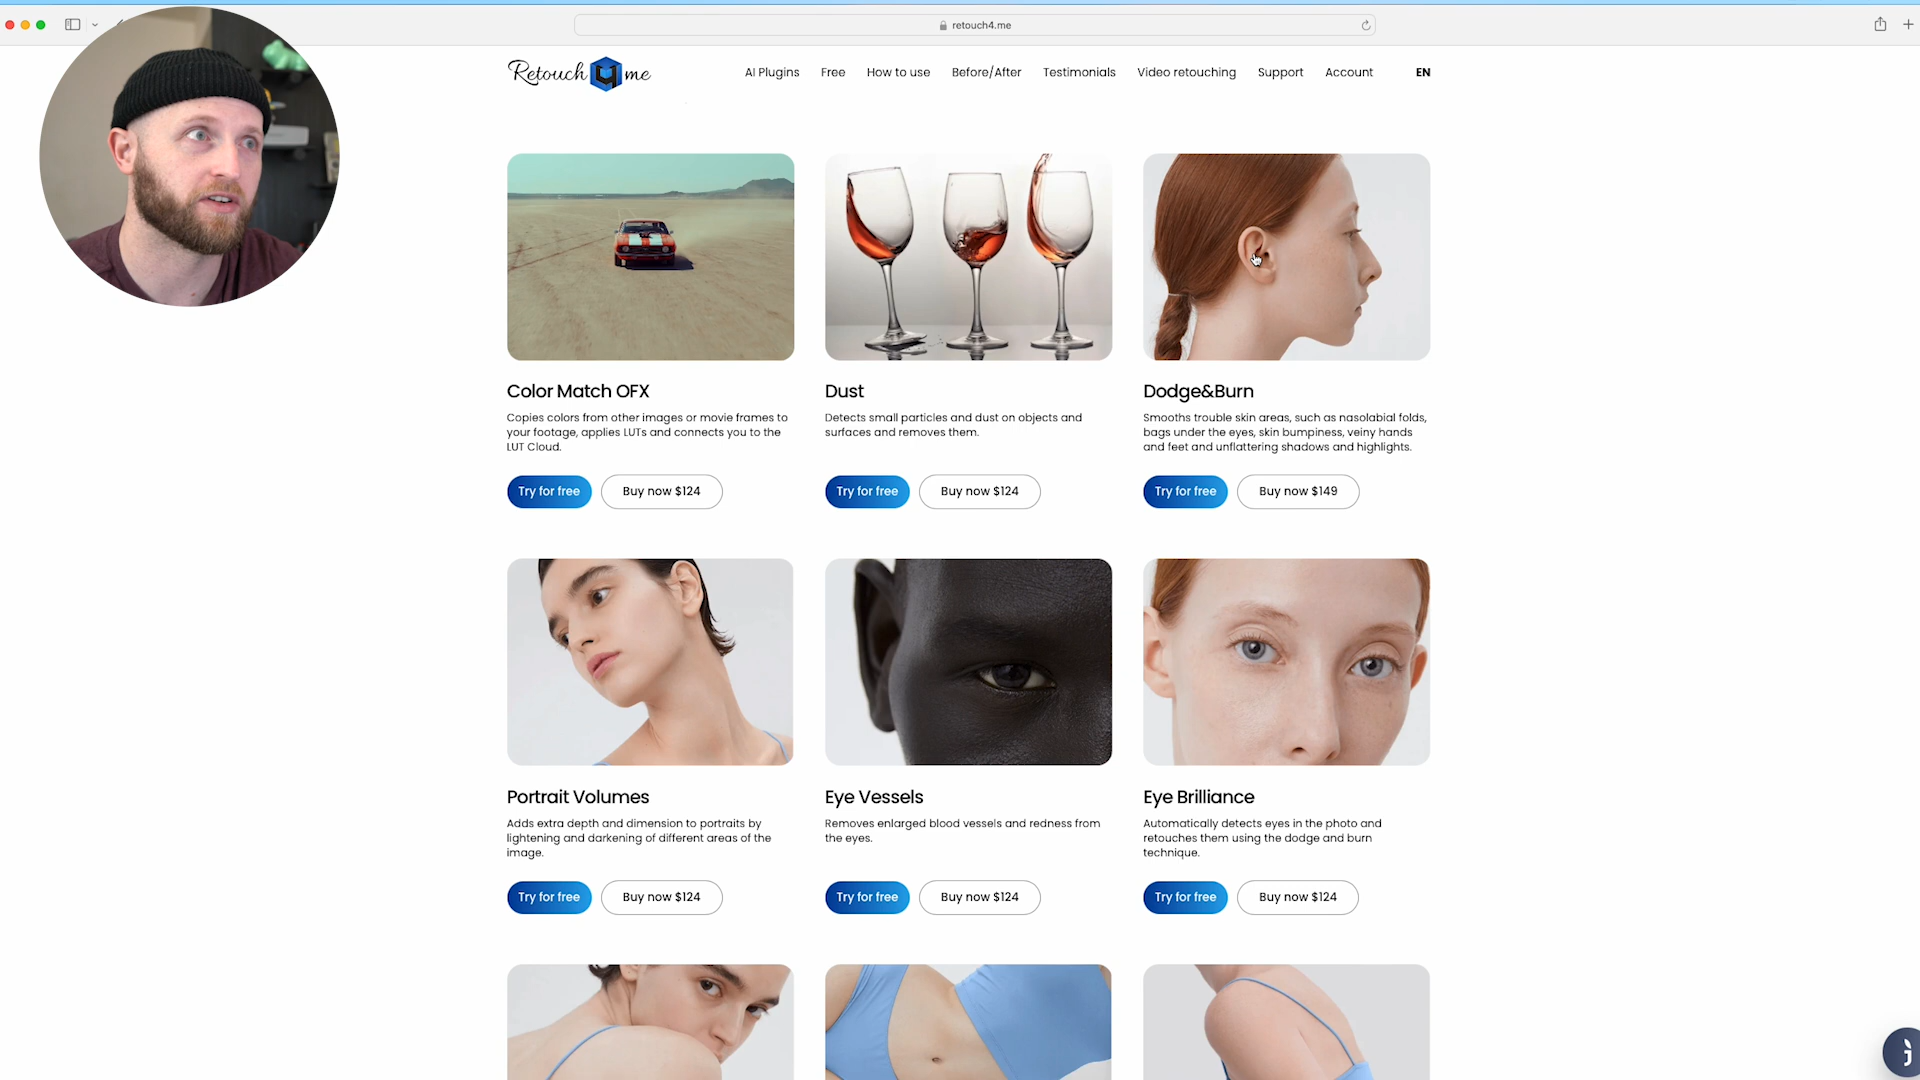 retouch4.me
Retouch 4 me
AI Plugins
Free
How to use
Before/After
Testimonials
Video retouching
Support
Account
EN
Color Match OFX
Copies colors from other images or movie frames to
your footage, applies LUTs and connects you to the
LUT Cloud.
Try for free
Buy now $124
Dust
Detects small particles and dust on objects and
surfaces and removes them.
Try for free
Buy now $124
Dodge&Burn
Smooths trouble skin areas, such as nasolabial folds,
bags under the eyes, skin bumpiness, veiny hands
and feet and unflattering shadows and highlights.
Try for free
Buy now $149
Portrait Volumes
Adds extra depth and dimension to portraits by
lightening and darkening of different areas of the
image.
Try for free
Buy now $124
Eye Vessels
Removes enlarged blood vessels and redness from
the eyes.
Try for free
Buy now $124
Eye Brilliance
Automatically detects eyes in the photo and
retouches them using the dodge and burn
technique.
Try for free
Buy now $124